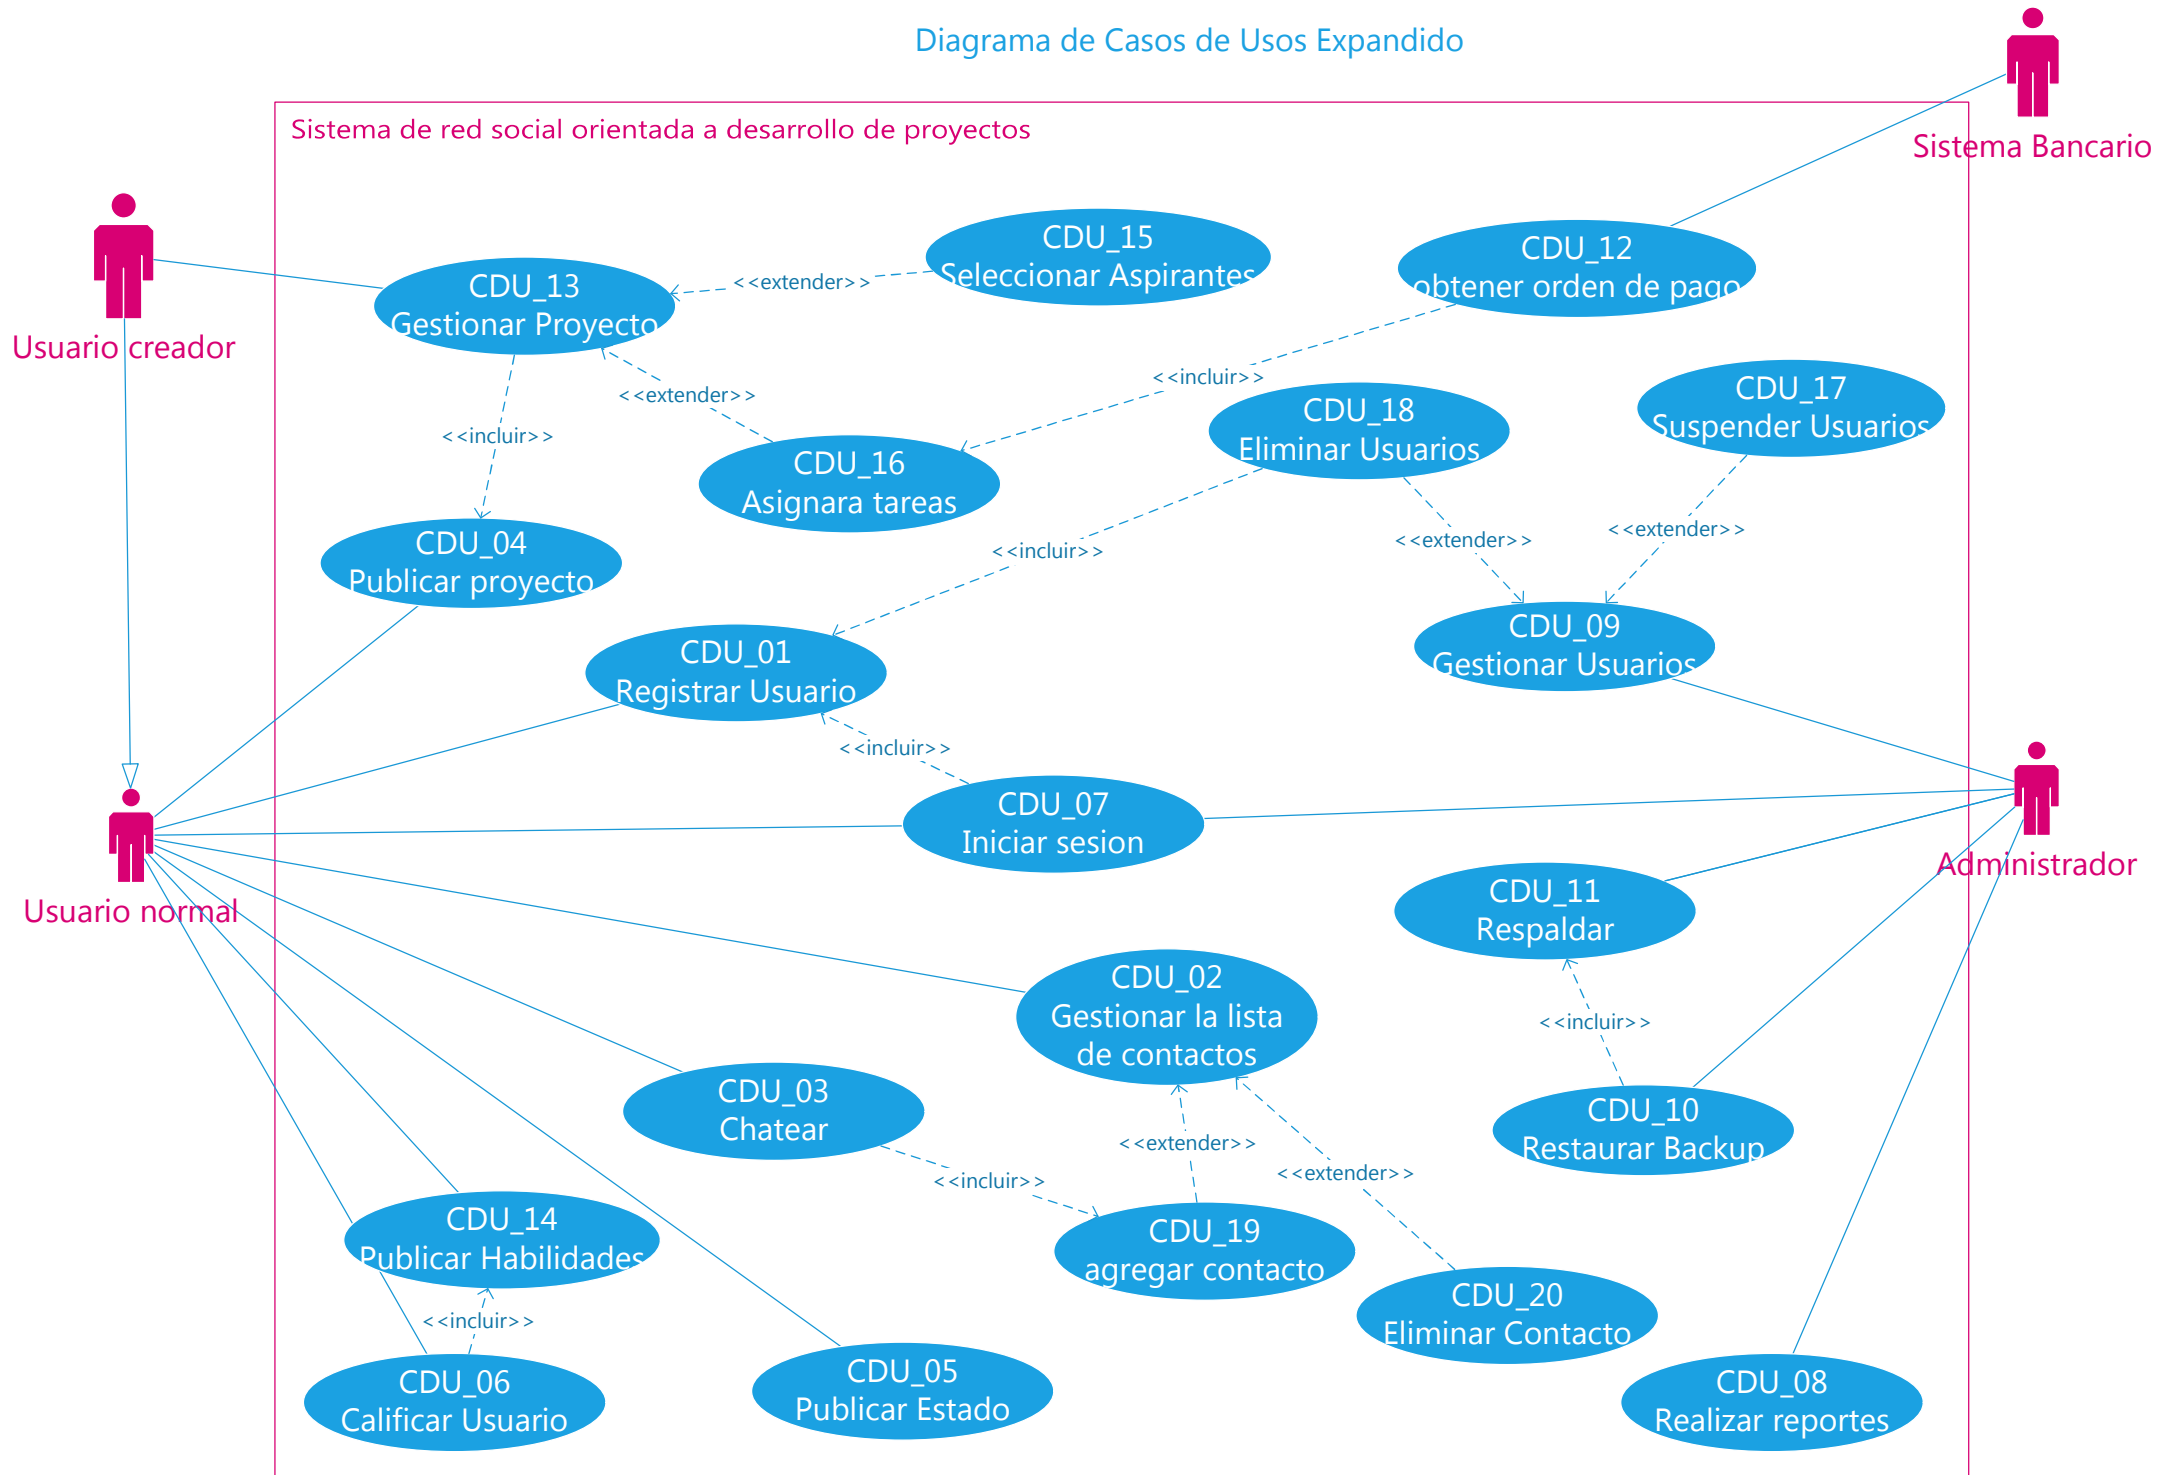 Diagrama de Casos de Usos Expandido
Sistema Bancario
Sistema de red social orientada a desarrollo de proyectos
Usuario creador
CDU_13
Gestionar Proyecto
<<extender>>
CDU_15
Seleccionar Aspirantes
CDU_12
obtener orden de pago
<<incluir>>
<<extender>>
<<incluir>>
CDU_18
Eliminar Usuarios
CDU_17
Suspender Usuarios
CDU_16
Asignara tareas
CDU_04
Publicar proyecto
<<incluir>>
<<extender>>
<<extender>>
CDU_01
Registrar Usuario
CDU_09
Gestionar Usuarios
<<incluir>>
CDU_07
Iniciar sesion
Usuario normal
Administrador
CDU_11
Respaldar
CDU_02
Gestionar la lista
de contactos
<<incluir>>
CDU_03
Chatear
CDU_10
Restaurar Backup
<<extender>>
<<extender>>
<<incluir>>
CDU_14
Publicar Habilidades
CDU_19
agregar contacto
CDU_20
Eliminar Contacto
<<incluir>>
CDU_06
Calificar Usuario
CDU_05
Publicar Estado
CDU_08
Realizar reportes